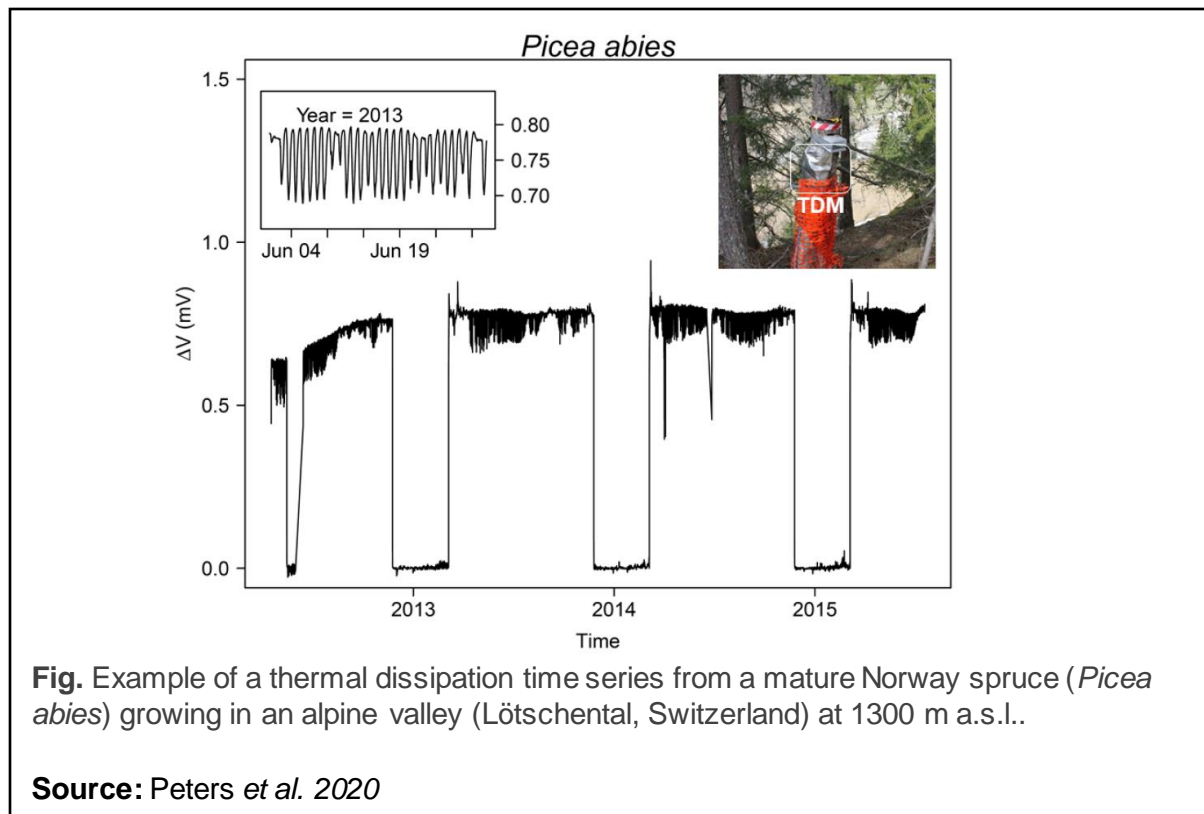 Picea abies
1.5
1.0
0.5
0.0
ΔV (mV)
Year = 2013
0.80
0.75
0.70
Jun 04
Jun 19
TDM
2013
2014
2015
Time
Fig. Example of a thermal dissipation time series from a mature Norway spruce (Picea
abies) growing in an alpine valley (Lötschental, Switzerland) at 1300 m a.s.l..
Source: Peters et al. 2020